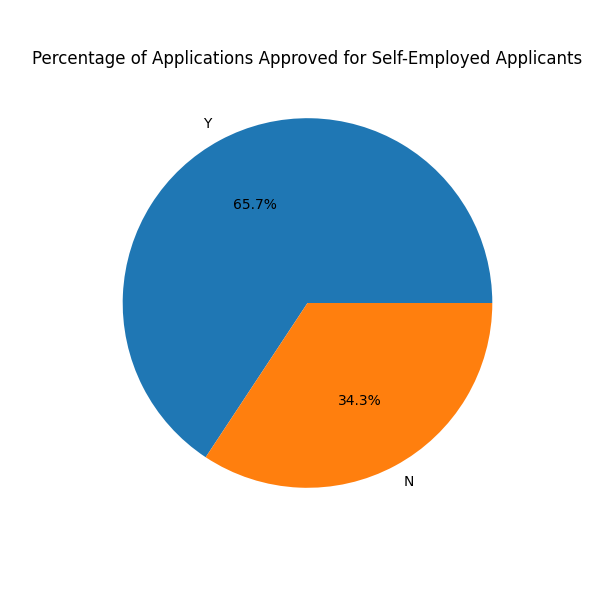 Percentage of Applications Approved for Self-Employed Applicants
Y
65.7%
34.3%
N